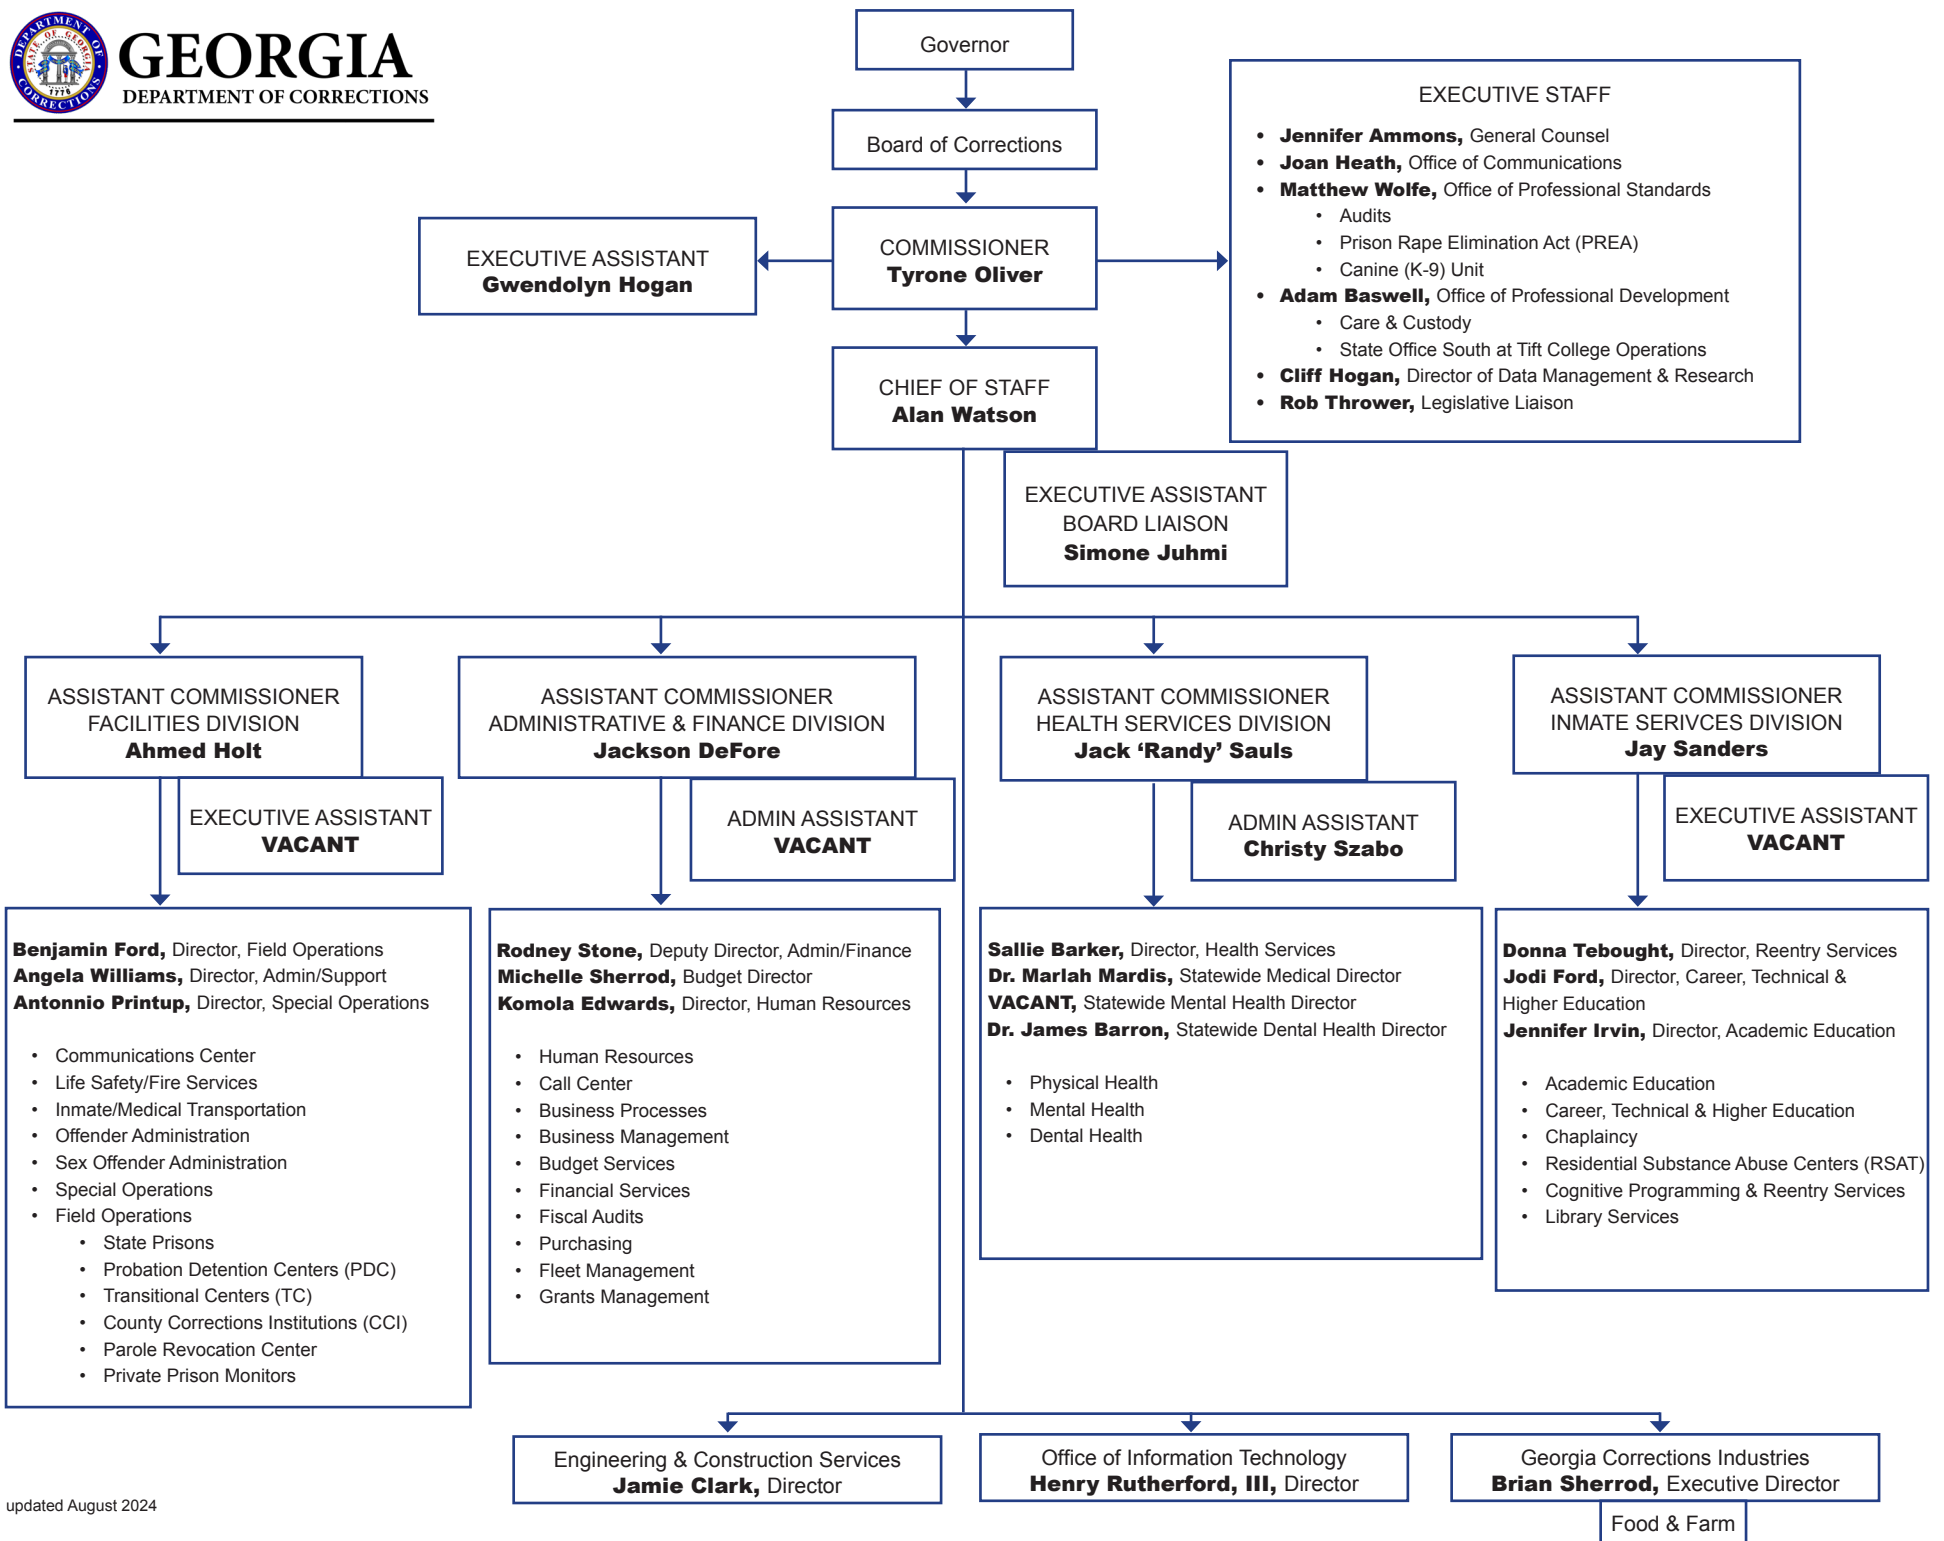 DEPARTMENT OF CORRECTIONS
STATE OF GEORGIA
1776
GEORGIA
DEPARTMENT OF CORRECTIONS
Governor
Board of Corrections
COMMISSIONER
Tyrone Oliver
EXECUTIVE ASSISTANT
Gwendolyn Hogan
EXECUTIVE STAFF
• Jennifer Ammons, General Counsel
• Joan Heath, Office of Communications
• Matthew Wolfe, Office of Professional Standards
• Audits
• Prison Rape Elimination Act (PREA)
• Canine (K-9) Unit
• Adam Baswell, Office of Professional Development
• Care & Custody
• State Office South at Tift College Operations
• Cliff Hogan, Director of Data Management & Research
• Rob Thrower, Legislative Liaison
CHIEF OF STAFF
Alan Watson
EXECUTIVE ASSISTANT
BOARD LIAISON
Simone Juhmi
ASSISTANT COMMISSIONER
FACILITIES DIVISION
Ahmed Holt
EXECUTIVE ASSISTANT
VACANT
ASSISTANT COMMISSIONER
ADMINISTRATIVE & FINANCE DIVISION
Jackson DeFore
ADMIN ASSISTANT
VACANT
ASSISTANT COMMISSIONER
HEALTH SERVICES DIVISION
Jack ‘Randy’ Sauls
ADMIN ASSISTANT
Christy Szabo
ASSISTANT COMMISSIONER
INMATE SERIVCES DIVISION
Jay Sanders
EXECUTIVE ASSISTANT
VACANT
Benjamin Ford, Director, Field Operations
Angela Williams, Director, Admin/Support
Antonnio Printup, Director, Special Operations
• Communications Center
• Life Safety/Fire Services
• Inmate/Medical Transportation
• Offender Administration
• Sex Offender Administration
• Special Operations
• Field Operations
• State Prisons
• Probation Detention Centers (PDC)
• Transitional Centers (TC)
• County Corrections Institutions (CCI)
• Parole Revocation Center
• Private Prison Monitors
Rodney Stone, Deputy Director, Admin/Finance
Michelle Sherrod, Budget Director
Komola Edwards, Director, Human Resources
• Human Resources
• Call Center
• Business Processes
• Business Management
• Budget Services
• Financial Services
• Fiscal Audits
• Purchasing
• Fleet Management
• Grants Management
Sallie Barker, Director, Health Services
Dr. Marlah Mardis, Statewide Medical Director
VACANT, Statewide Mental Health Director
Dr. James Barron, Statewide Dental Health Director
• Physical Health
• Mental Health
• Dental Health
Donna Tebought, Director, Reentry Services
Jodi Ford, Director, Career, Technical &
Higher Education
Jennifer Irvin, Director, Academic Education
• Academic Education
• Career, Technical & Higher Education
• Chaplaincy
• Residential Substance Abuse Centers (RSAT)
• Cognitive Programming & Reentry Services
• Library Services
Engineering & Construction Services
Jamie Clark, Director
Office of Information Technology
Henry Rutherford, III, Director
Georgia Corrections Industries
Brian Sherrod, Executive Director
Food & Farm
updated August 2024